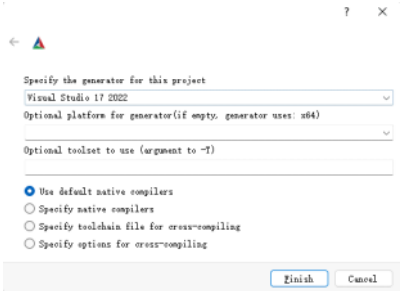 ?
Specify the generator for this project
Visual Studio 17 2022
Optional platform for generator(if empty, generator uses: x64)
Optional toolset to use (argument to -T)
Use default native compilers
Specify native compilers
Specify toolchain file for cross-compiling
Specify options for cross-compiling
Finish Cancel